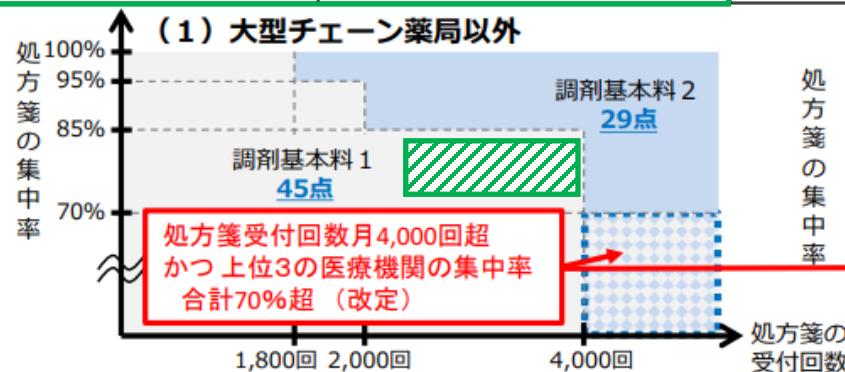 （1）大型チェーン薬局以外
処方箋の集中率
100%
95%
85%
70%
調剤基本料１
45点
調剤基本料２
29点
処方箋受付回数月4,000回超
かつ 上位3の医療機関の集中率
合計70％超 （改定）
1,800回 2,000回 4,000回
処方箋の
受付回数
処方箋の集中率